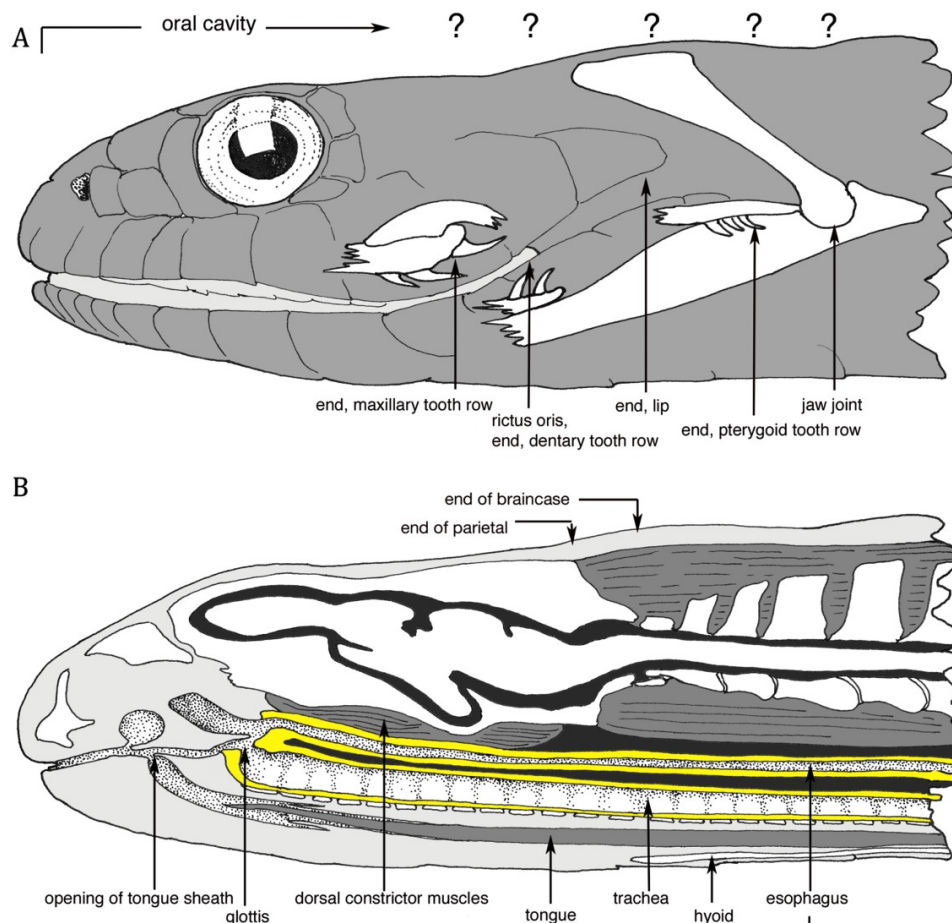 A
oral cavity ? ? ? ? ?
end, maxillary tooth row
rictus oris,
end, dentary tooth row
end, lip
end, pterygoid tooth row
jaw joint
B
end of braincase
end of parietal
opening of tongue sheath
glottis
dorsal constrictor muscles
tongue
trachea
hyoid
esophagus